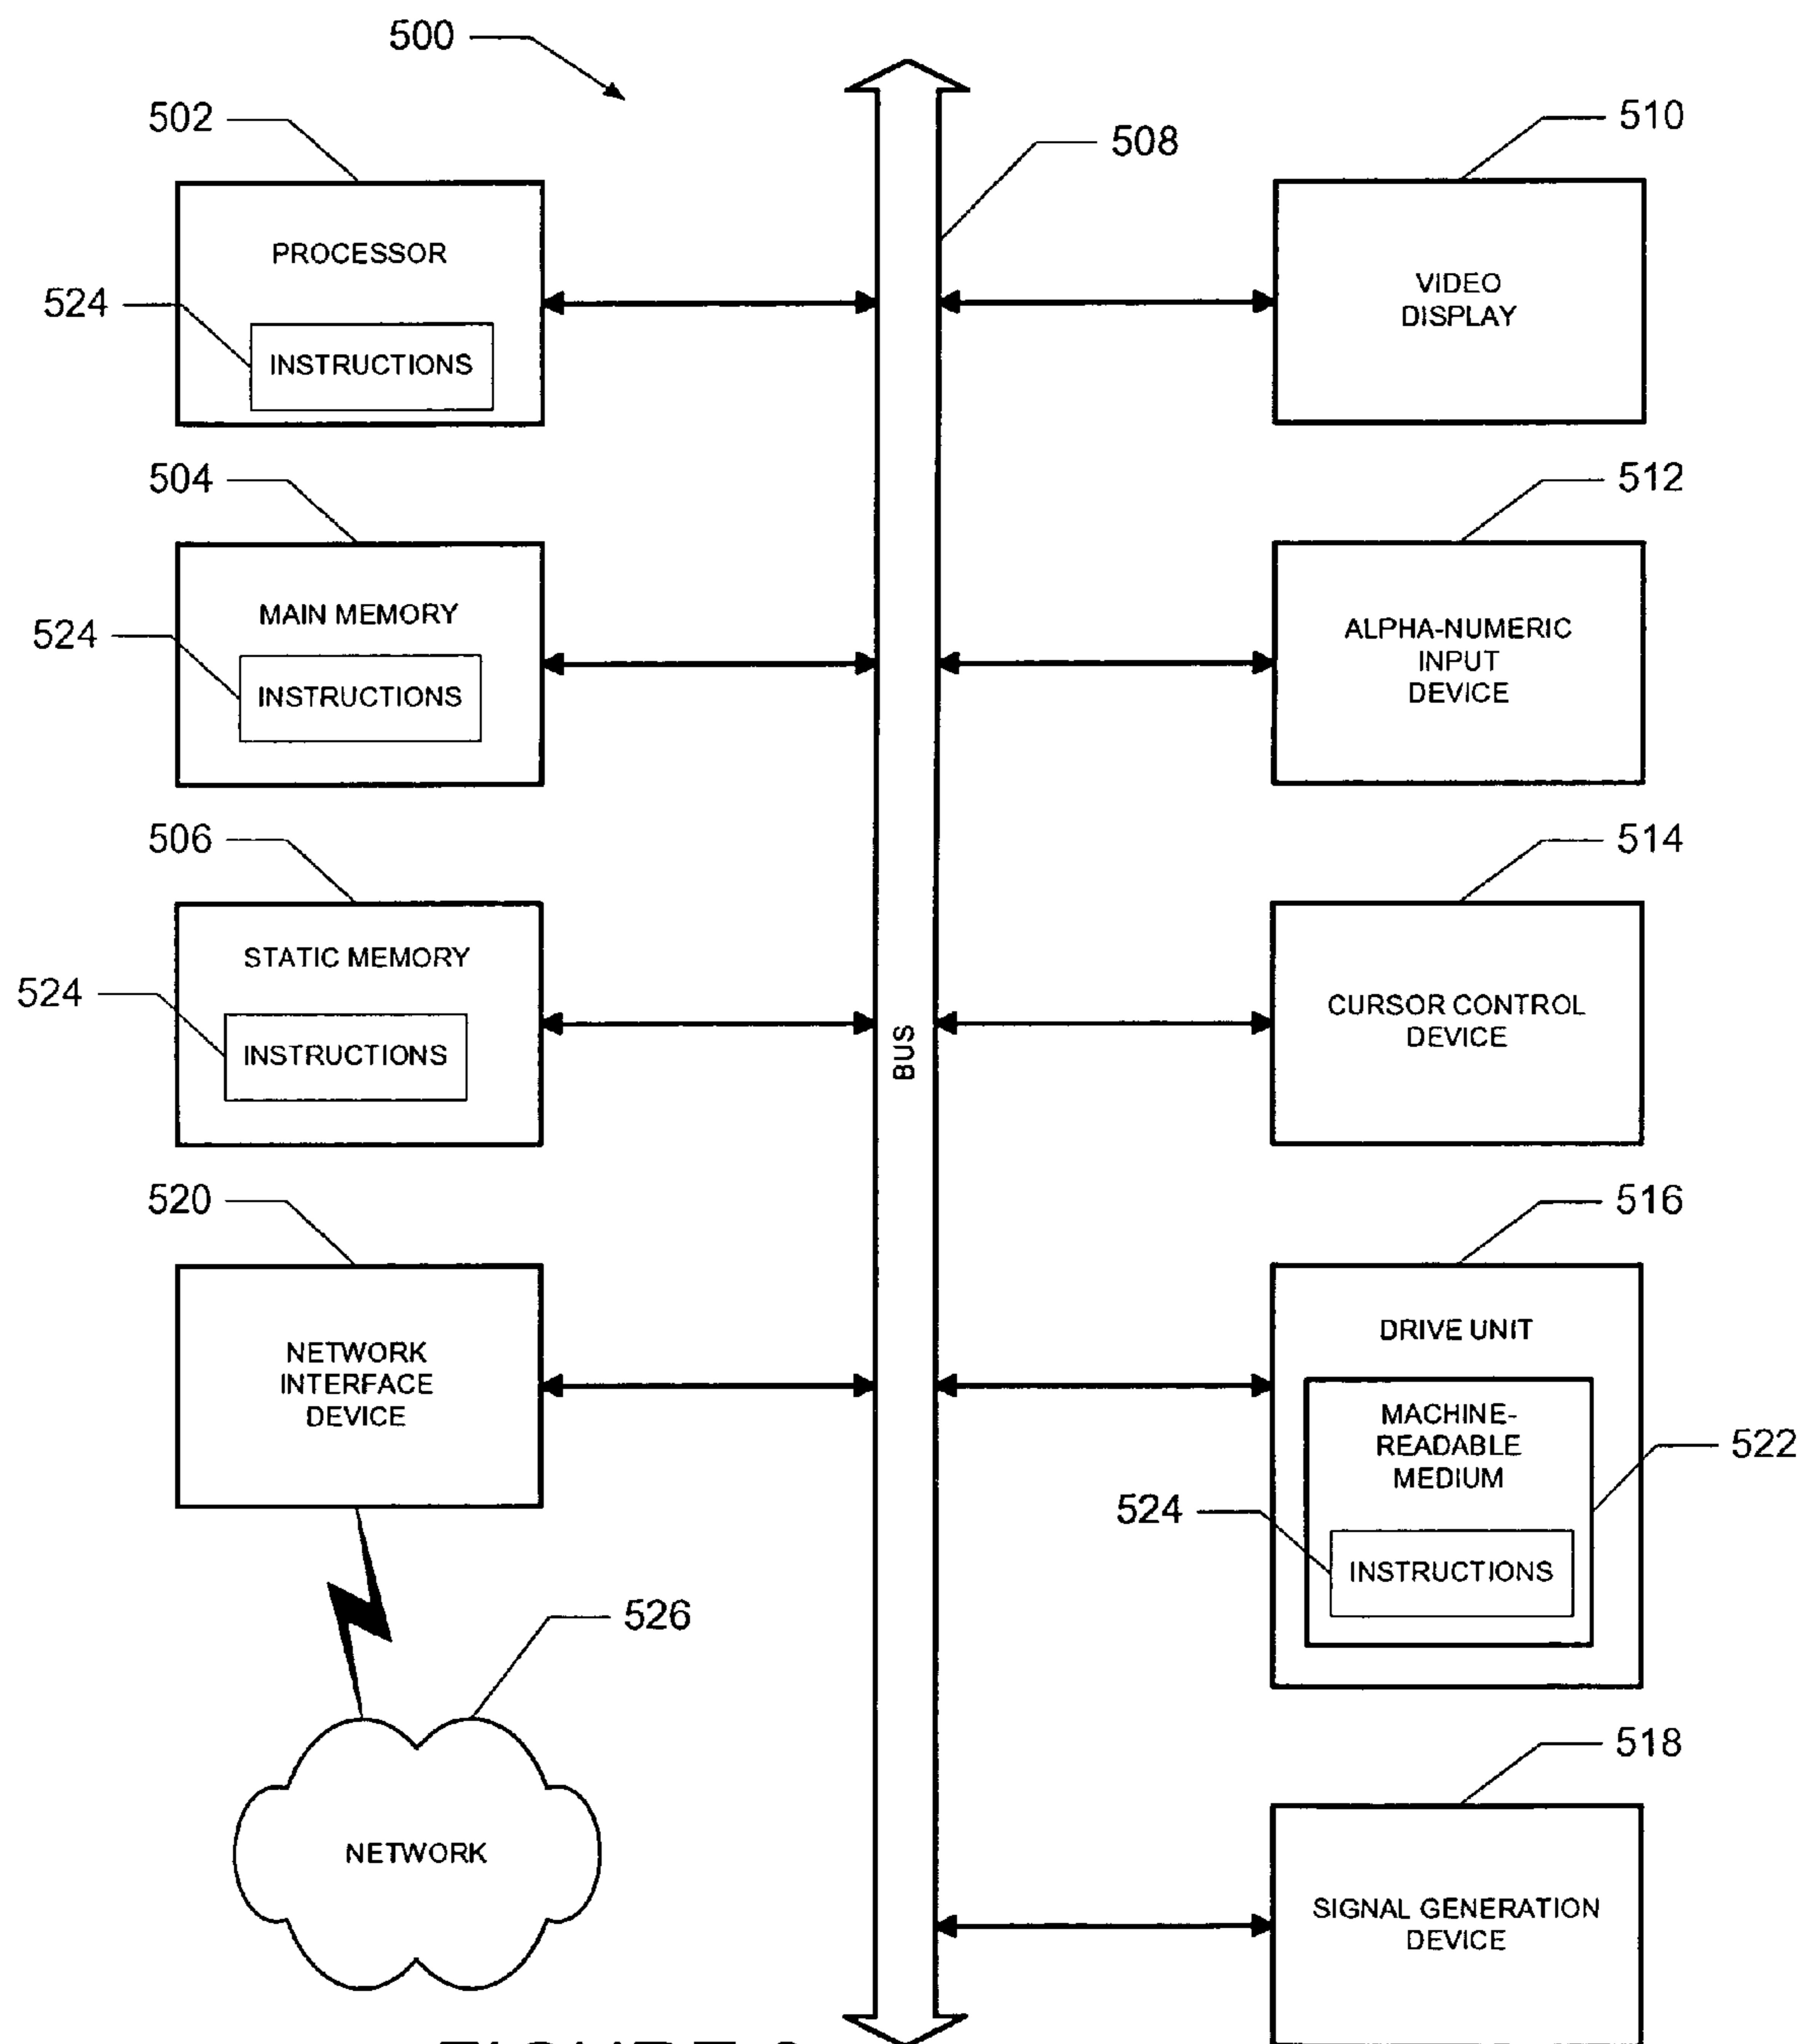 500
502
508
510
PROCESSOR
524
INSTRUCTIONS
VIDEO
DISPLAY
504
512
MAIN MEMORY
524
INSTRUCTIONS
ALPHA-NUMERIC
INPUT
DEVICE
506
514
STATIC MEMORY
524
INSTRUCTIONS
BUS
CURSOR CONTROL
DEVICE
520
516
NETWORK
INTERFACE
DEVICE
DRIVE UNIT
MACHINE-
READABLE
MEDIUM
522
524
INSTRUCTIONS
526
NETWORK
518
SIGNAL GENERATION
DEVICE